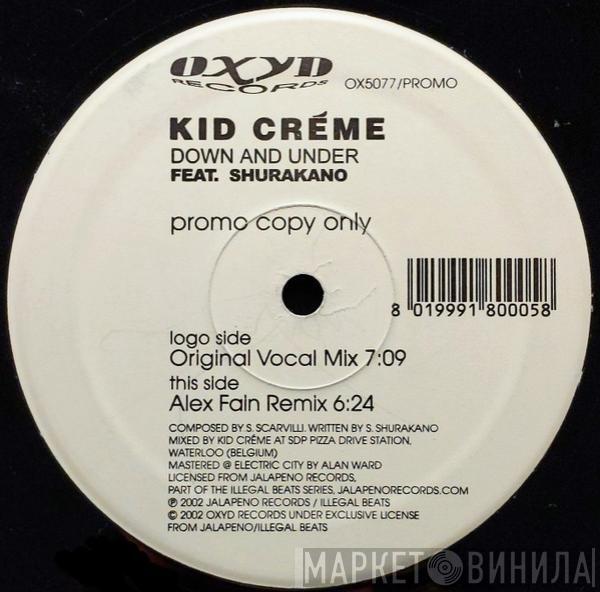 OXYD
RECORDS
OX5077/PROMO
KID CRÉME
DOWN AND UNDER
FEAT. SHURAKANO
promo copy only
8 019991 800058
logo side
Original Vocal Mix 7:09
this side
Alex Fain Remix 6:24
COMPOSED BY S. SCARVILLI. WRITTEN BY S. SHURAKANO
MIXED BY KID CRÉME AT SDP PIZZA DRIVE STATION,
WATERLOO (BELGIUM)
MASTERED @ ELECTRIC CITY BY ALAN WARD
LICENSED FROM JALAPENO RECORDS,
PART OF THE ILLEGAL BEATS SERIES, JALAPENORECORDS.COM
℗ 2002 JALAPENO RECORDS / ILLEGAL BEATS
© 2002 OXYD RECORDS UNDER EXCLUSIVE LICENSE
FROM JALAPENO/ILLEGAL BEATS
МАРКЕТ ВИНИЛА